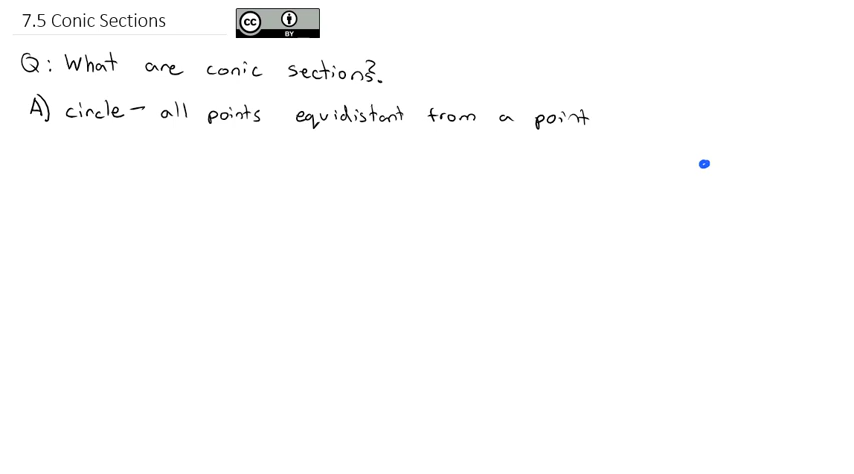 7.5 Conic Sections
cc BY
Q: What are conic sections?
A) circle - all points equidistant from a point